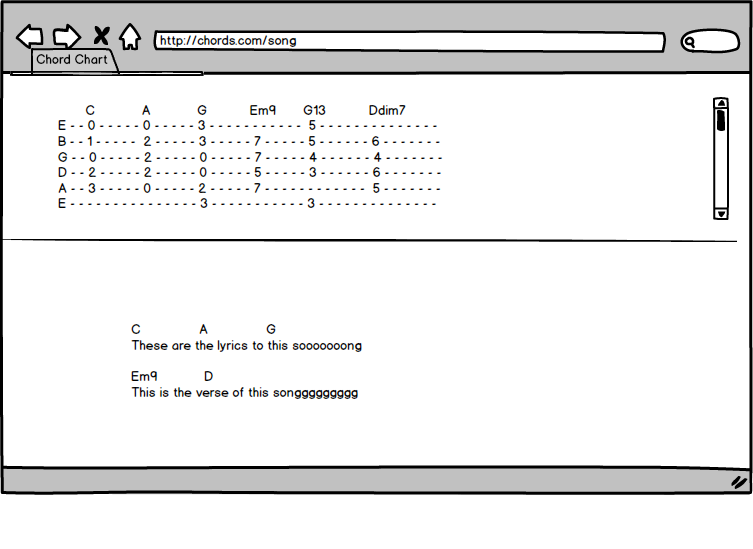 http://chords.com/song
Chord Chart
C A G Em9 G13 Ddim7
E - - 0 - - - - - 0 - - - - - 3 - - - - - - - - - - - 5 - - - - - - - - - - - - - -
B - - 1 - - - - - 2 - - - - - 3 - - - - - 7 - - - - - 5 - - - - - - 6 - - - - - - -
G - - 0 - - - - - 2 - - - - - 0 - - - - - 7 - - - - - 4 - - - - - - 4 - - - - - - -
D - - 2 - - - - - 2 - - - - - 0 - - - - - 5 - - - - - 3 - - - - - - 6 - - - - - - -
A - - 3 - - - - - 0 - - - - - 2 - - - - - 7 - - - - - - - - - - - - 5 - - - - - - -
E - - - - - - - - - - - - - - - 3 - - - - - - - - - - - 3 - - - - - - - - - - - - - -
C A G
These are the lyrics to this sooooooong
Em9 D
This is the verse of this songgggggggg